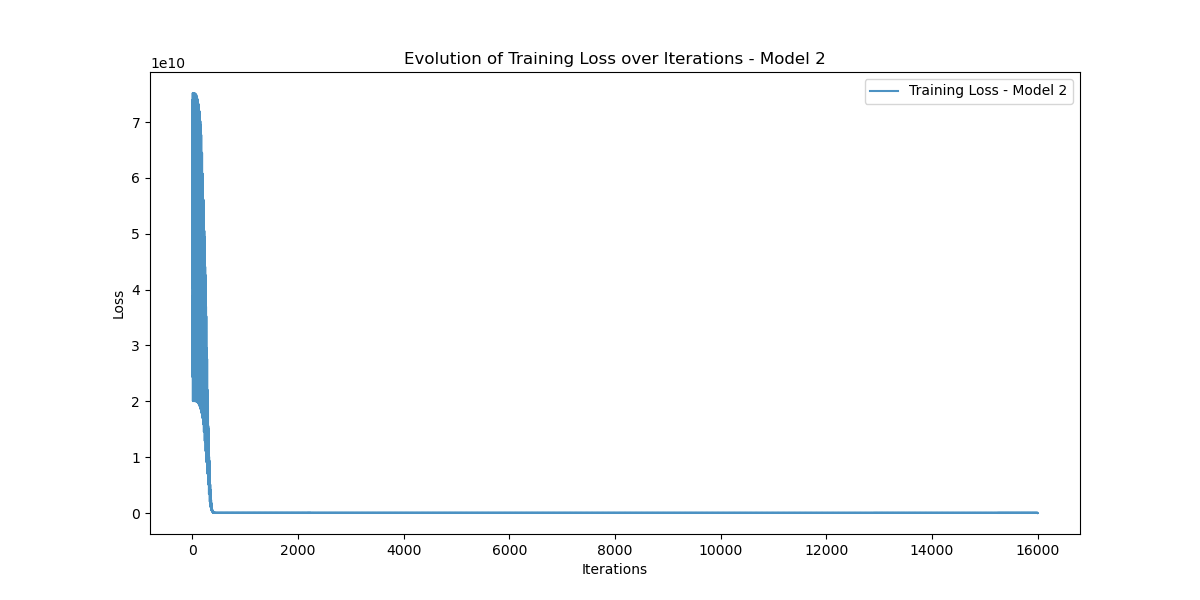 Evolution of Training Loss over Iterations - Model 2
1e10
Training Loss - Model 2
7
6
5
4
3
2
1
0
Loss
0 2000 4000 6000 8000 10000 12000 14000 16000
Iterations